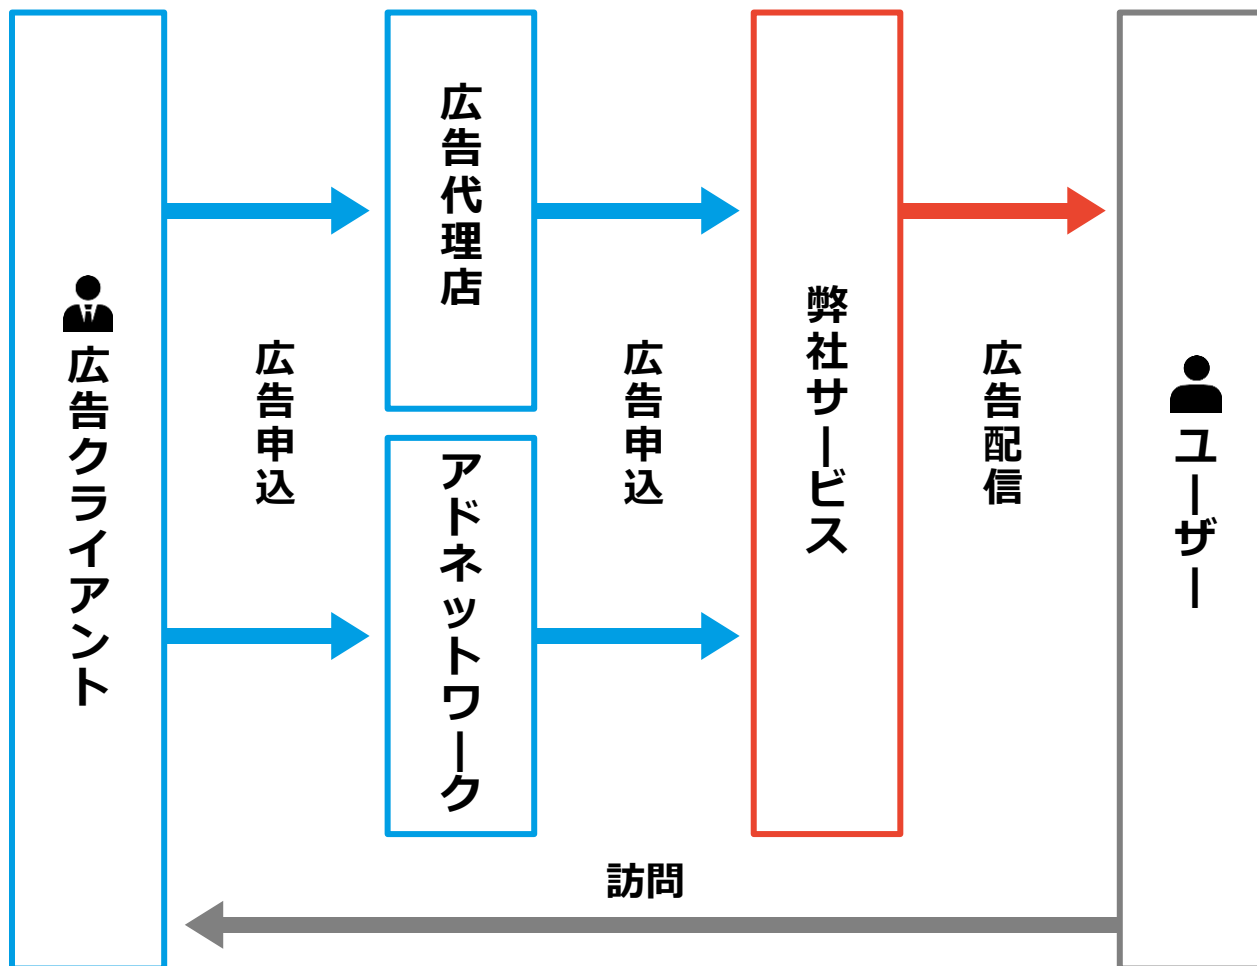 広告クライアント
広告申込
広告代理店
アドネットワーク
広告申込
弊社サービス
広告配信
ユーザー
訪問